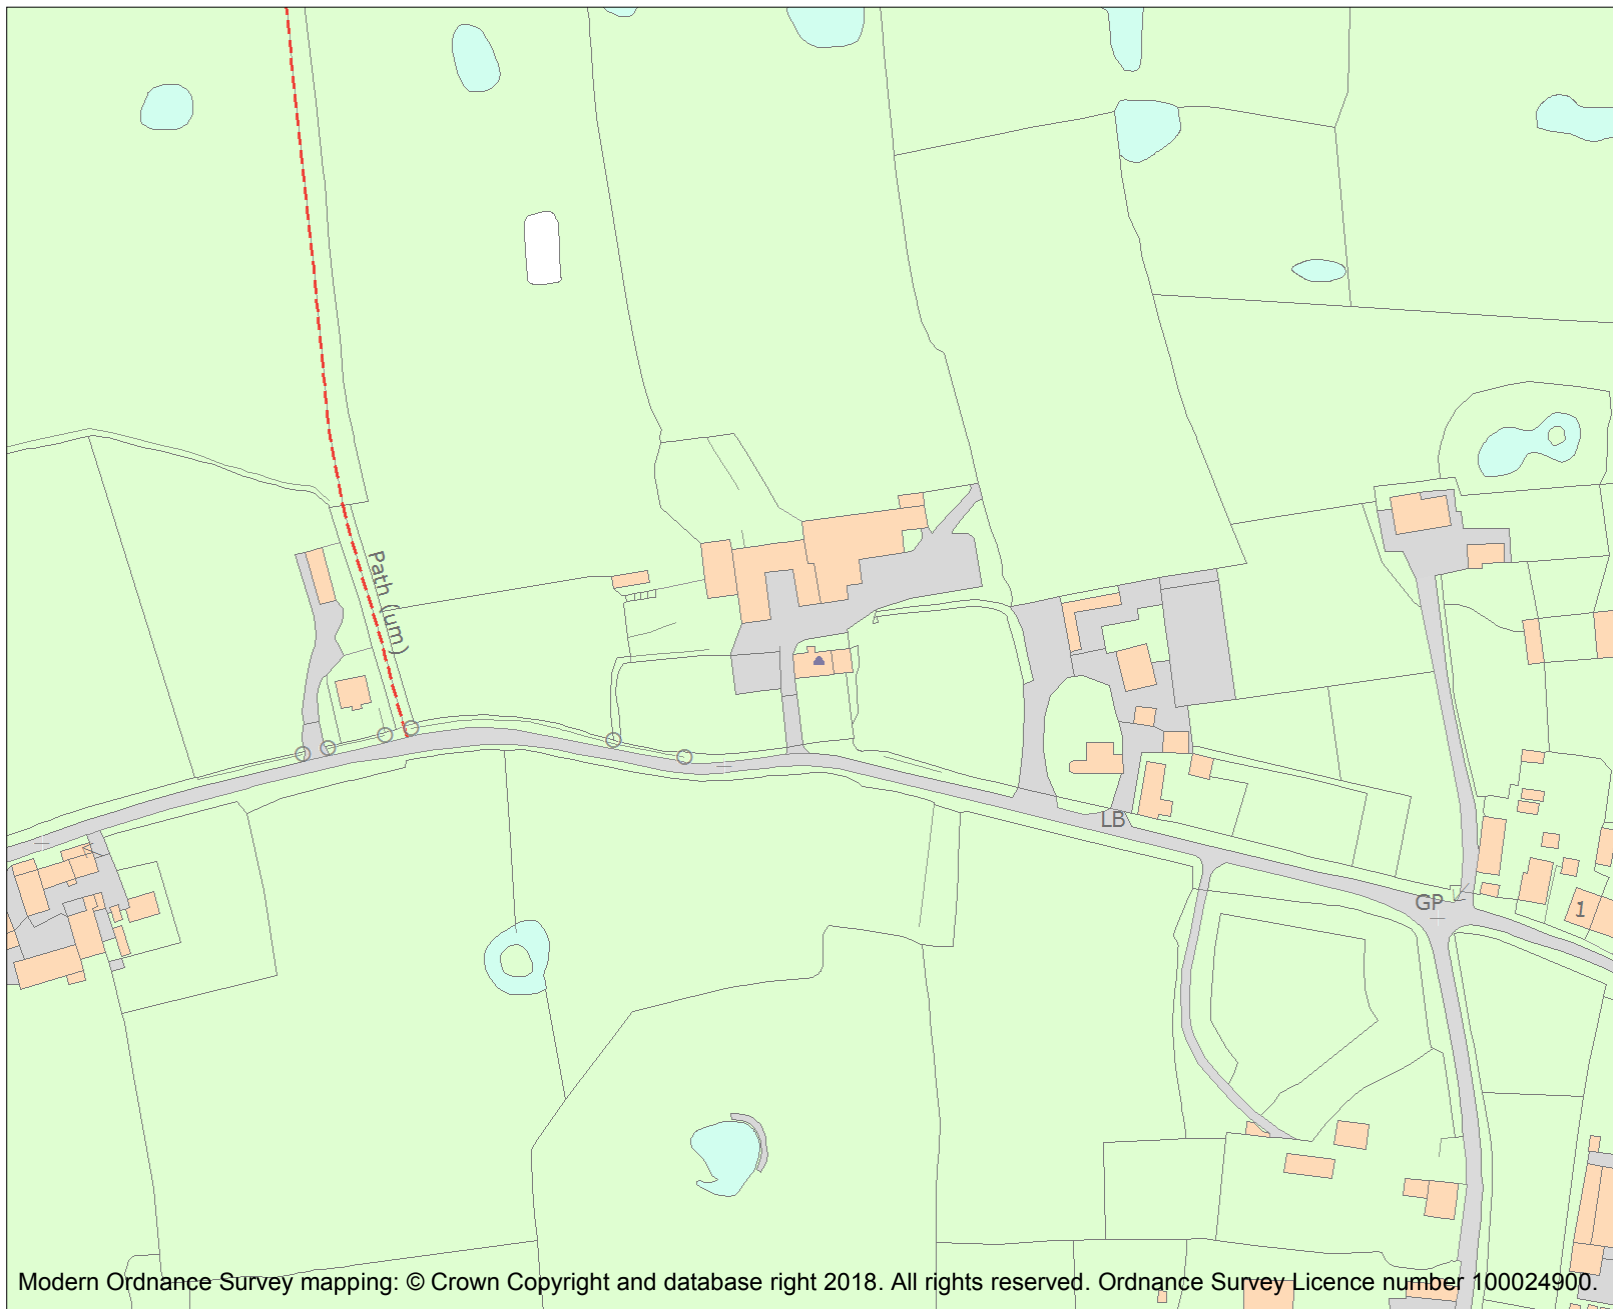 Path (um)
LB
GP
1
Modern Ordnance Survey mapping: © Crown Copyright and database right 2018. All rights reserved. Ordnance Survey Licence number 100024900.